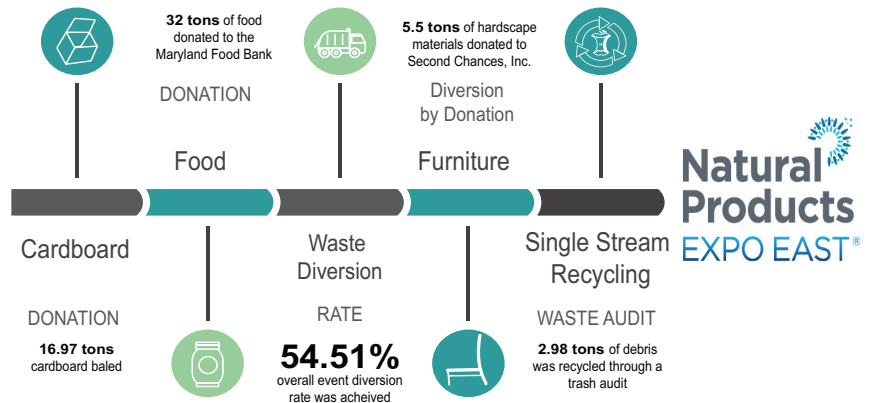 32 tons of food
donated to the
Maryland Food Bank
DONATION
Food
5.5 tons of hardscape
materials donated to
Second Chances, Inc.
Diversion
by Donation
Furniture
Cardboard
DONATION
16.97 tons
cardboard baled
Waste
Diversion
RATE
54.51%
overall event diversion
rate was acheived
Single Stream
Recycling
WASTE AUDIT
2.98 tons of debris
was recycled through a
trash audit
Natural
Products
EXPO EAST®